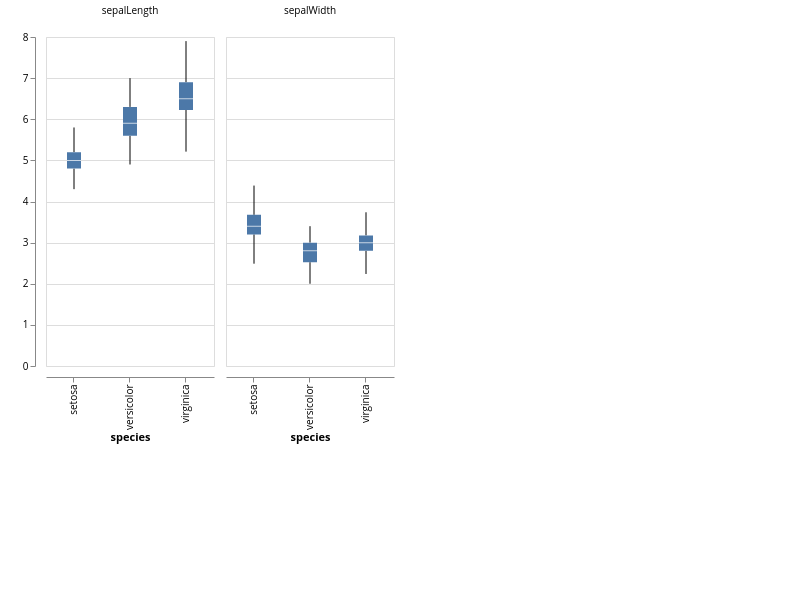 sepalLength
sepalWidth
8
7
6
5
4
3
2
1
0
setosa
versicolor
virginica
setosa
versicolor
virginica
species
species